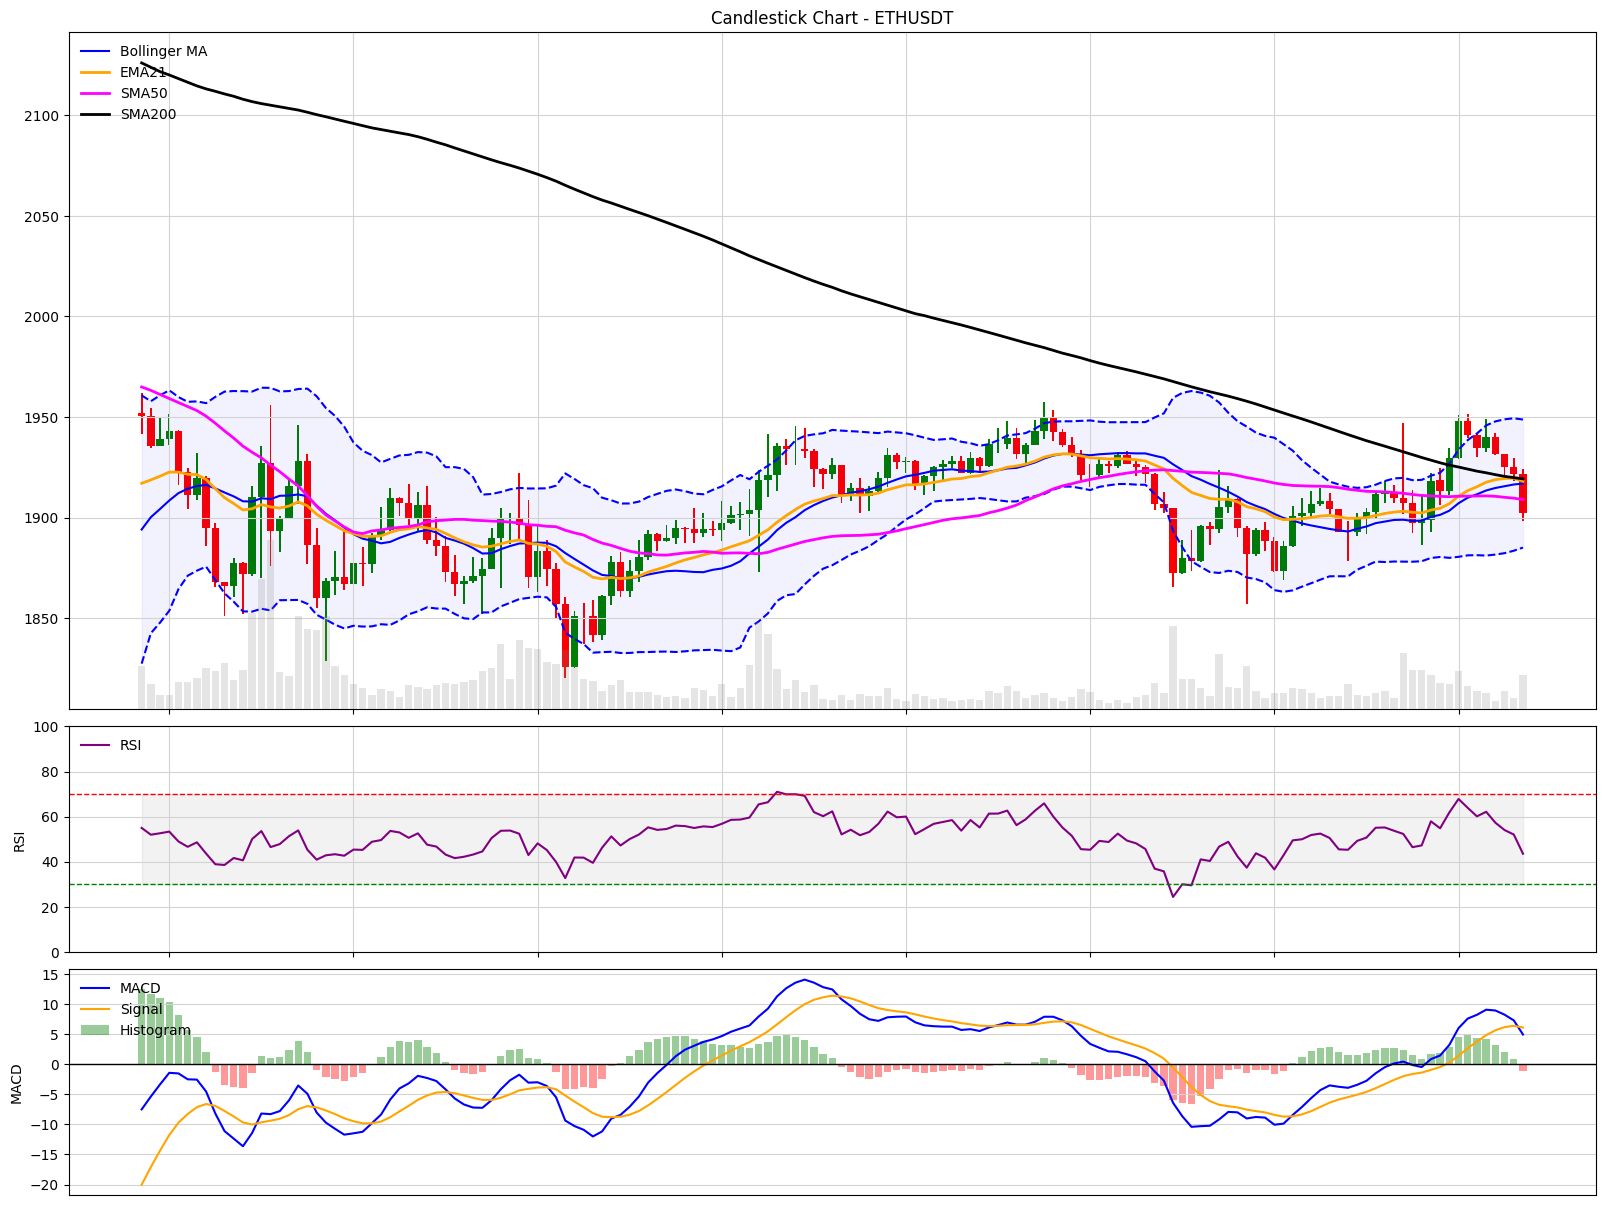 Candlestick Chart - ETHUSDT
Bollinger MA
EMA21
SMA50
SMA200
2100
2050
2000
1950
1900
1850
100
80
60
40
20
0
RSI
RSI
15
10
5
0
−5
−10
−15
−20
MACD
MACD
Signal
Histogram